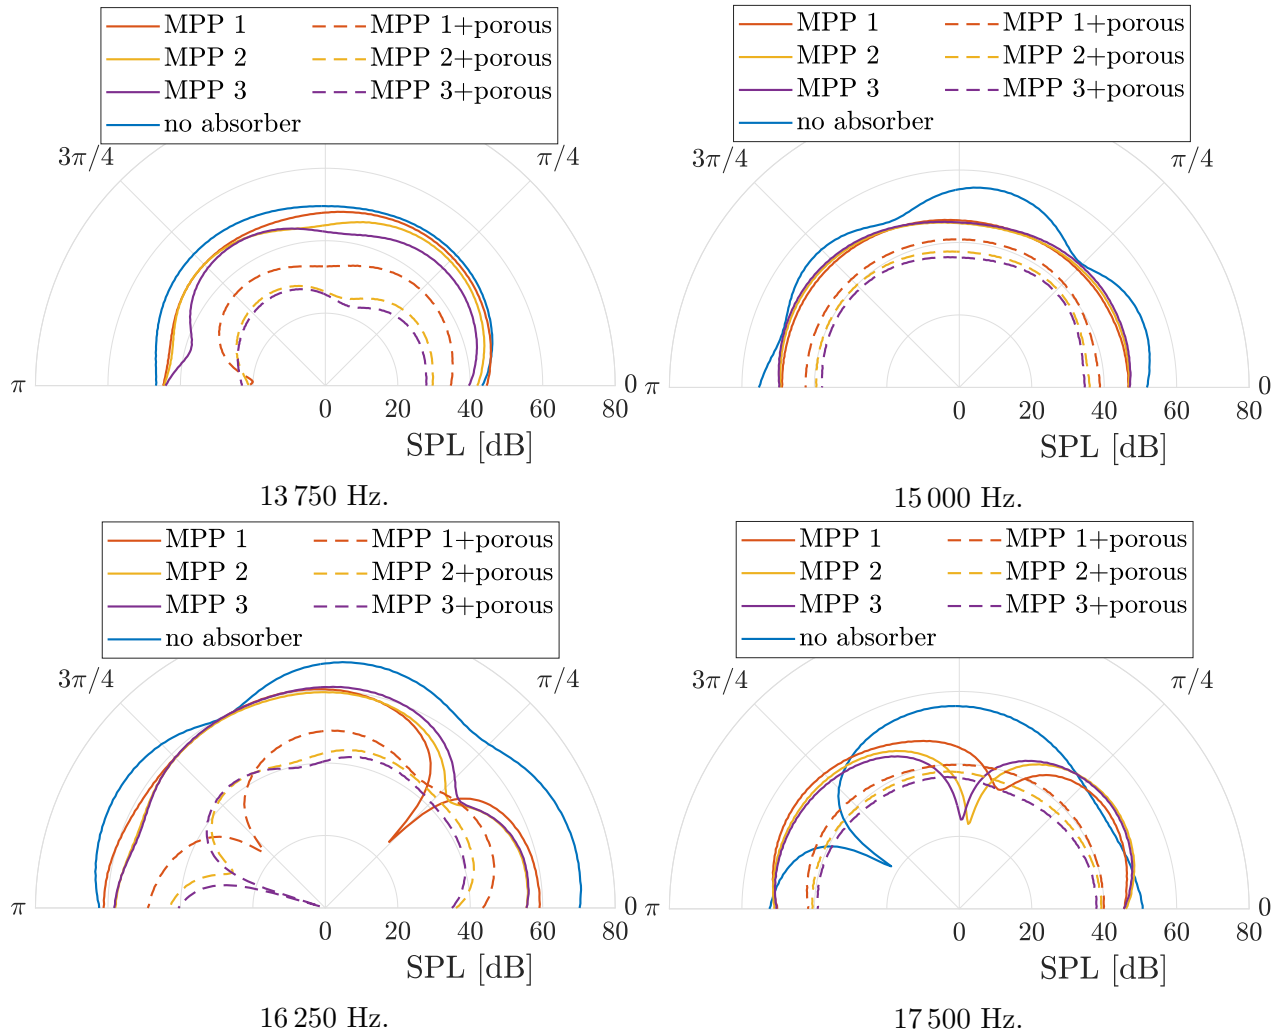 MPP 1
MPP 1+porous
MPP 2
MPP 2+porous
MPP 3
MPP 3+porous
no absorber
3π/4
π/4
π
0
0 20 40 60 80
SPL [dB]
13 750 Hz.
MPP 1
MPP 1+porous
MPP 2
MPP 2+porous
MPP 3
MPP 3+porous
no absorber
3π/4
π/4
π
0
0 20 40 60 80
SPL [dB]
15 000 Hz.
MPP 1
MPP 1+porous
MPP 2
MPP 2+porous
MPP 3
MPP 3+porous
no absorber
3π/4
π/4
π
0
0 20 40 60 80
SPL [dB]
16 250 Hz.
MPP 1
MPP 1+porous
MPP 2
MPP 2+porous
MPP 3
MPP 3+porous
no absorber
3π/4
π/4
π
0
0 20 40 60 80
SPL [dB]
17 500 Hz.